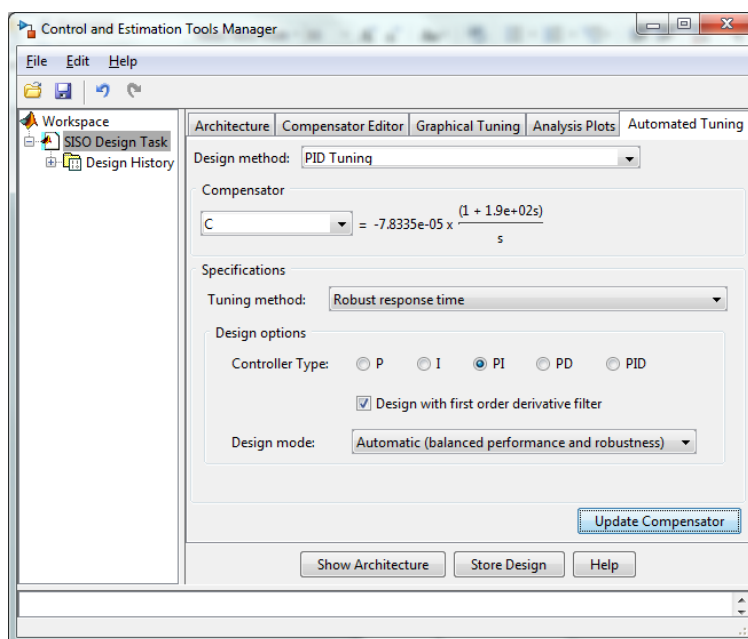 Control and Estimation Tools Manager
File Edit Help
Workspace
SISO Design Task
Design History
Architecture Compensator Editor Graphical Tuning Analysis Plots Automated Tuning
Design method: PID Tuning
Compensator
C = -7.8335e-05 x (1 + 1.9e+02s)
s
Specifications
Tuning method: Robust response time
Design options
Controller Type: P I PI PD PID
Design with first order derivative filter
Design mode: Automatic (balanced performance and robustness)
Update Compensator
Show Architecture Store Design Help